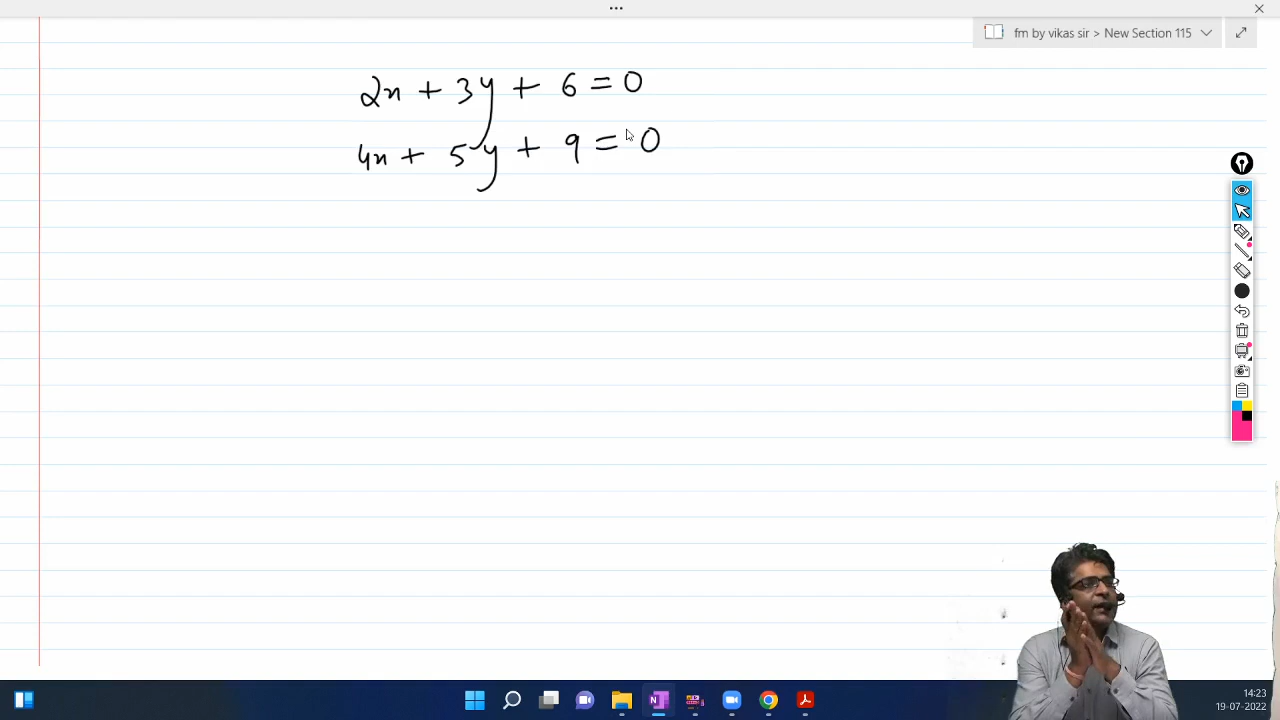 fm by vikas sir > New Section 115
2x + 3y + 6 = 0
4x + 5y + 9 = 0
14:23
19-07-2022